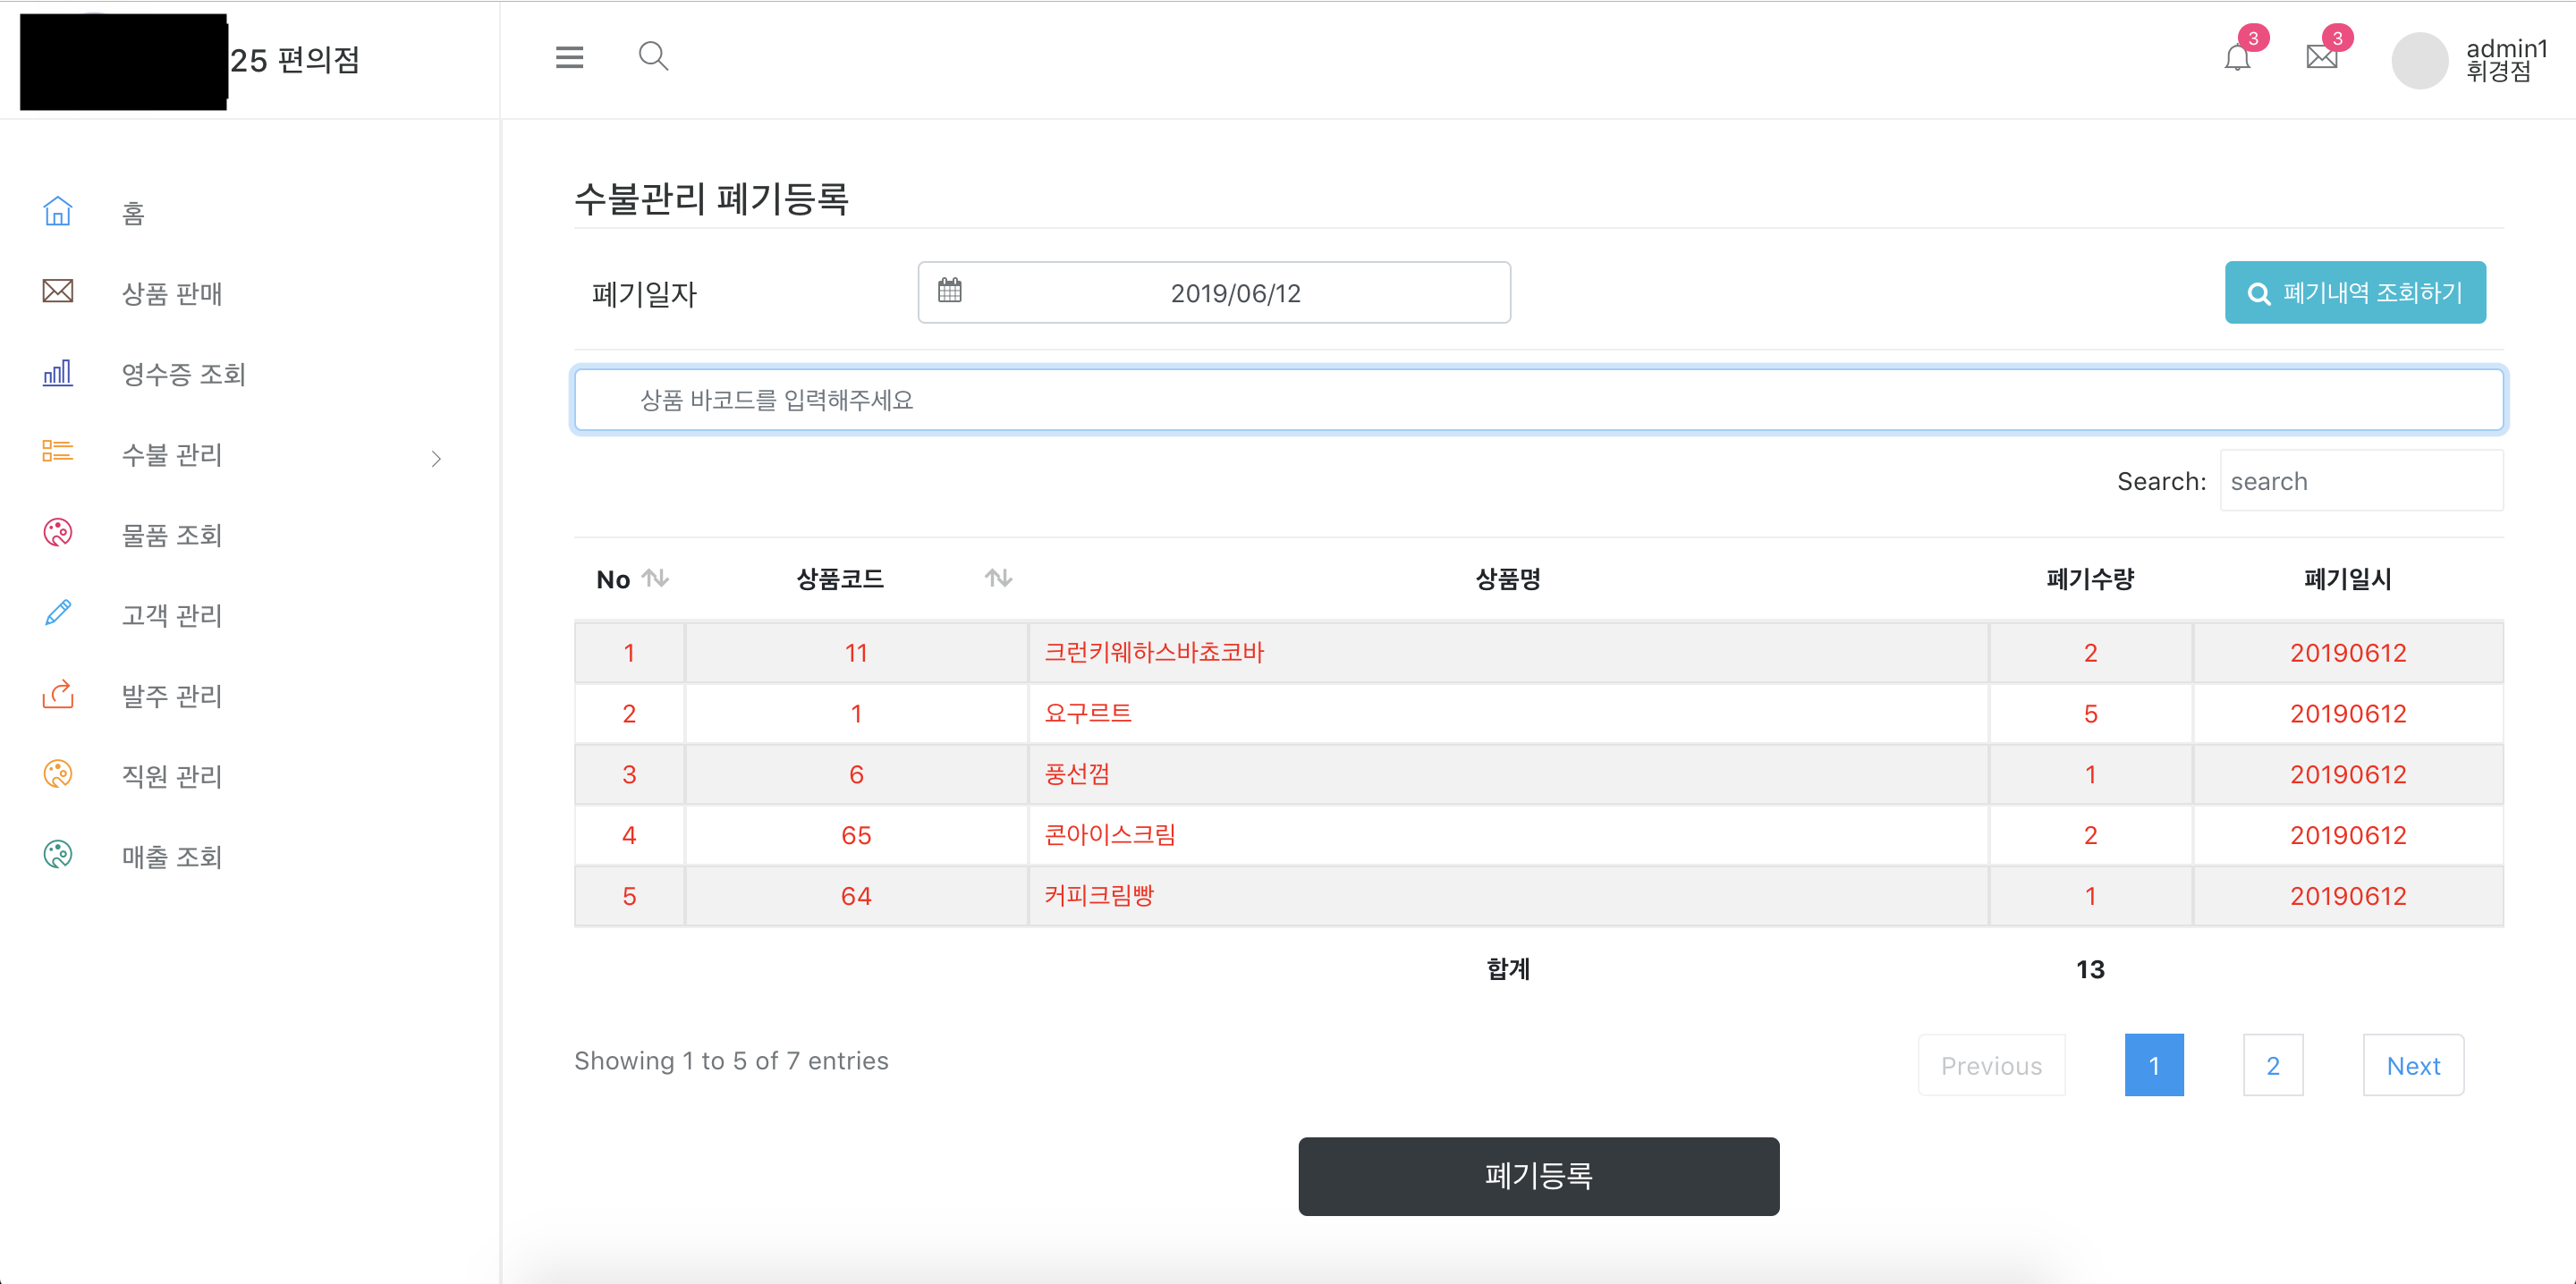 25 편의점
3
3
admin1
휘경점
홈
상품 판매
영수증 조회
수불 관리
물품 조회
고객 관리
발주 관리
직원 관리
매출 조회
수불관리 폐기등록
폐기일자
2019/06/12
폐기내역 조회하기
상품 바코드를 입력해주세요
Search: search
No 상품코드 상품명 폐기수량 폐기일시
1 11 크런키웨하스바쵸코바 2 20190612
2 1 요구르트 5 20190612
3 6 풍선껌 1 20190612
4 65 콘아이스크림 2 20190612
5 64 커피크림빵 1 20190612
합계 13
Showing 1 to 5 of 7 entries
Previous 1 2 Next
폐기등록